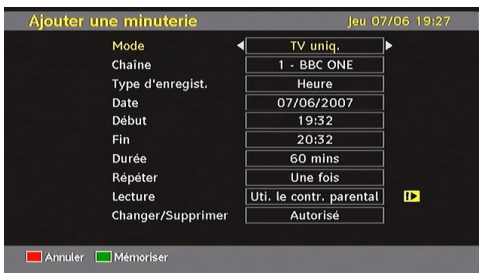 Ajouter une minuterie Jeu 07/06 19:27
Mode TV uniq.
Chaîne 1 - BBC ONE
Type d'enregist. Heure
Date 07/06/2007
Début 19:32
Fin 20:32
Durée 60 mins
Répéter Une fois
Lecture Uti. le contr. parental
Changer/Supprimer Autorisé
Annuler Mémoriser